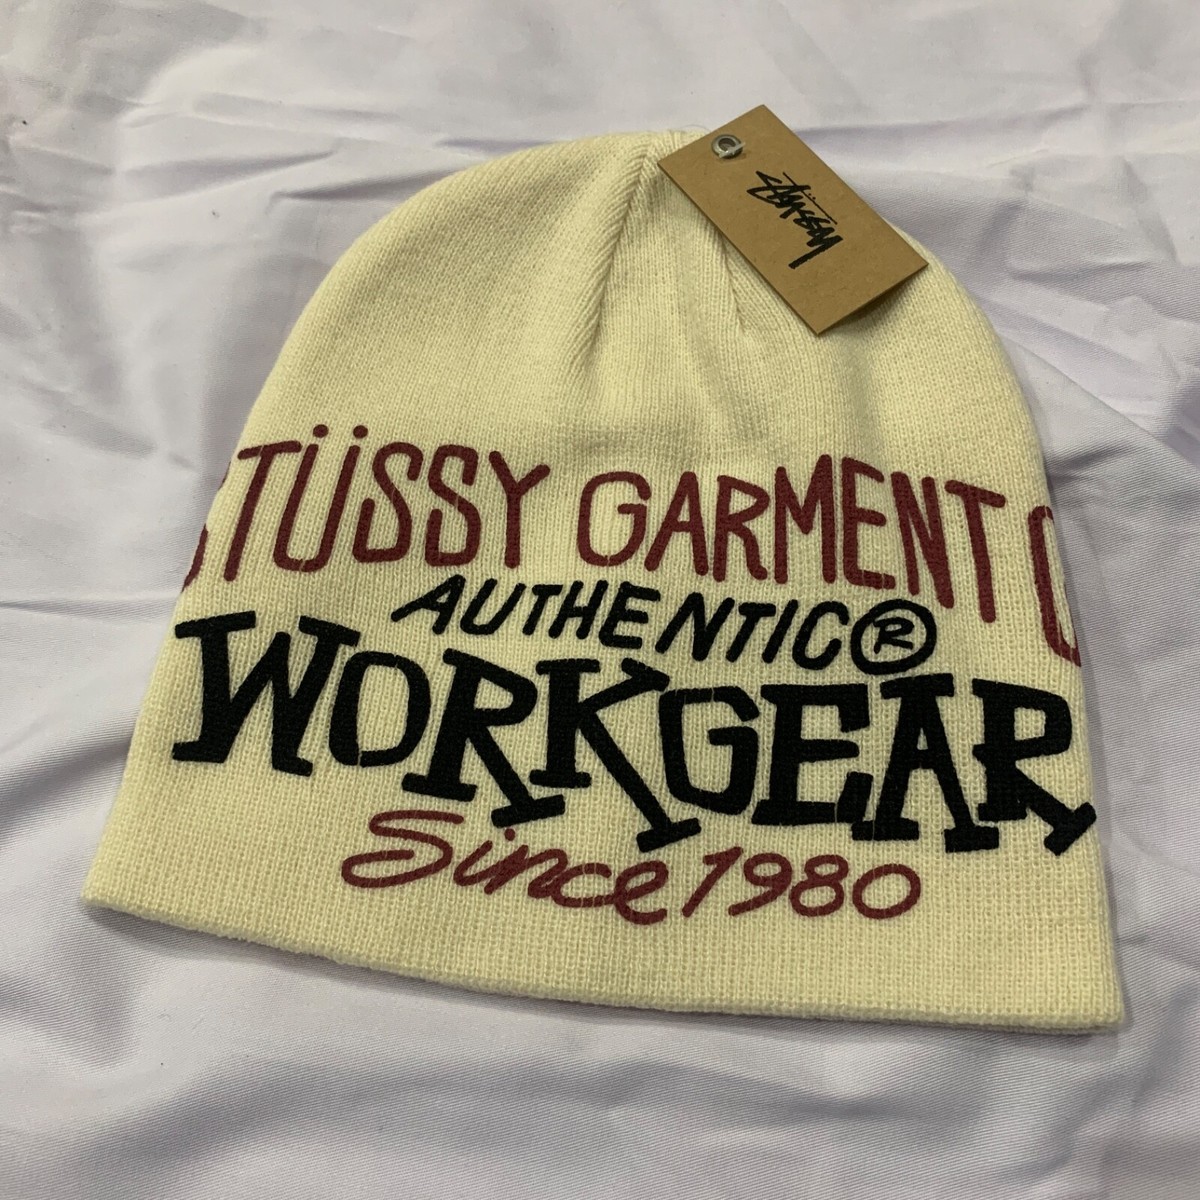 Stüssy
STÜSSY GARMENT C
AUTHENTIC®
WORKGEAR
Since 1980